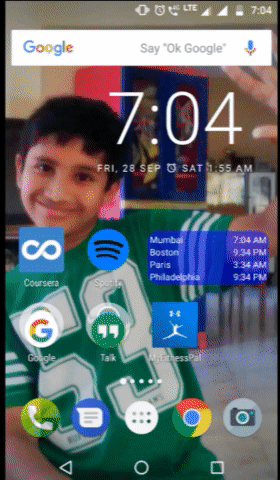 LTE 7:04
Google Say "Ok Google"
7:04
FRI, 28 SEP SAT 1:55 AM
Mumbai 7:04 AM
Boston 9:34 PM
Paris 3:34 AM
Philadelphia 9:34 PM
Coursera Spotify
Google Talk MyFitnessPal
59